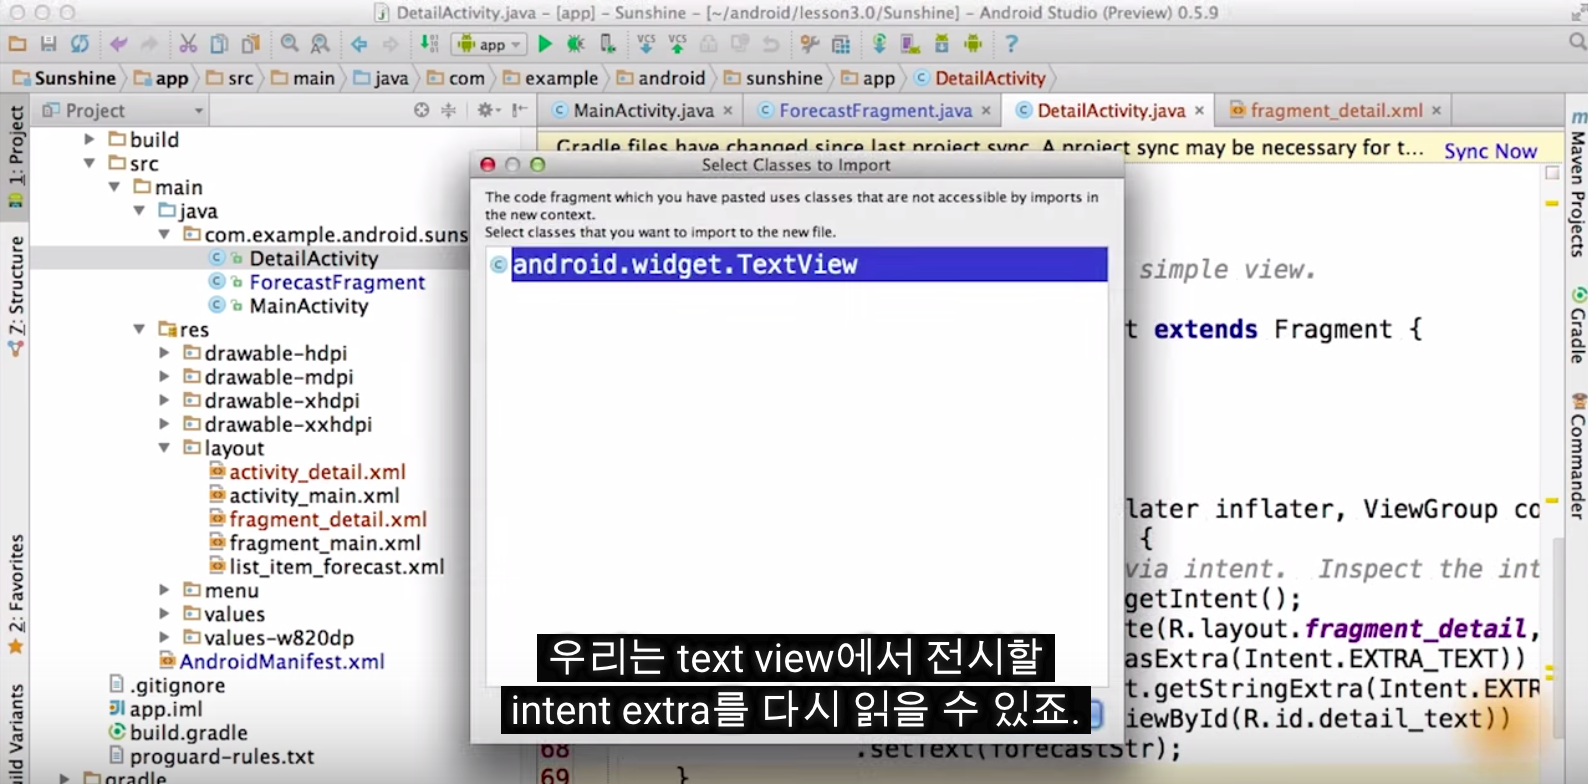 DetailActivity.java – [app] – Sunshine – [~/android/lesson3.0/Sunshine] – Android Studio (Preview) 0.5.9
app
VCS VCS ?
Sunshine app src main java com example android sunshine app DetailActivity
Project
MainActivity.java ForecastFragment.java DetailActivity.java fragment_detail.xml
Gradle files have changed since last project sync. A project sync may be necessary for t... Sync Now
1: Project
Z: Structure
2: Favorites
Maven Projects
Gradle
Commander
build
src
main
java
com.example.android.suns
DetailActivity
ForecastFragment
MainActivity
res
drawable-hdpi
drawable-mdpi
drawable-xhdpi
drawable-xxhdpi
layout
activity_detail.xml
activity_main.xml
fragment_detail.xml
fragment_main.xml
list_item_forecast.xml
menu
values
values-w820dp
AndroidManifest.xml
.gitignore
app.iml
build.gradle
proguard-rules.txt
gradle
Select Classes to Import
The code fragment which you have pasted uses classes that are not accessible by imports in
the new context.
Select classes that you want to import to the new file.
android.widget.TextView
simple view.
t extends Fragment {
later inflater, ViewGroup co
{
via intent. Inspect the int
getIntent();
te(R.layout.fragment_detail,
asExtra(Intent.EXTRA_TEXT))
t.getStringExtra(Intent.EXTR
iewById(R.id.detail_text))
68 .setText(forecastStr);
69 }
우리는 text view에서 전시할
intent extra를 다시 읽을 수 있죠.